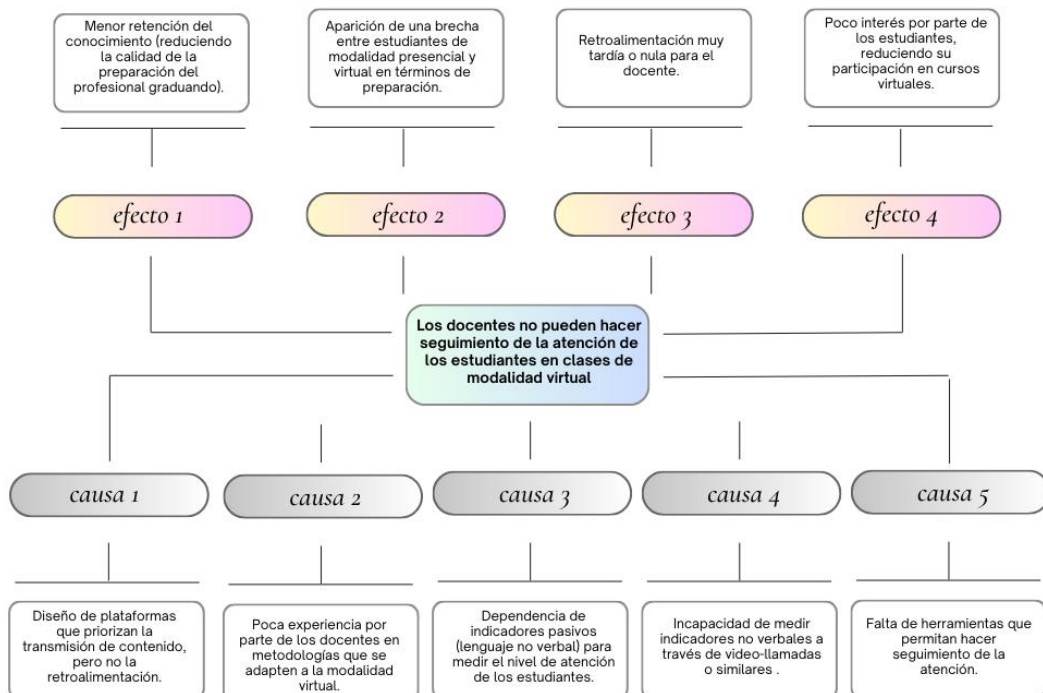 Menor retención del
conocimiento (reduciendo
la calidad de la
preparación del
profesional graduando).
Aparición de una brecha
entre estudiantes de
modalidad presencial y
virtual en términos de
preparación.
Retroalimentación muy
tardía o nula para el
docente.
Poco interés por parte de
los estudiantes,
reduciendo su
participación en cursos
virtuales.
efecto 1
efecto 2
efecto 3
efecto 4
Los docentes no pueden hacer
seguimiento de la atención de
los estudiantes en clases de
modalidad virtual
causa 1
causa 2
causa 3
causa 4
causa 5
Diseño de plataformas
que priorizan la
transmisión de contenido,
pero no la
retroalimentación.
Poca experiencia por
parte de los docentes en
metodologías que se
adapten a la modalidad
virtual.
Dependencia de
indicadores pasivos
(lenguaje no verbal) para
medir el nivel de atención
de los estudiantes.
Incapacidad de medir
indicadores no verbales a
través de video-llamadas
o similares .
Falta de herramientas que
permitan hacer
seguimiento de la
atención.